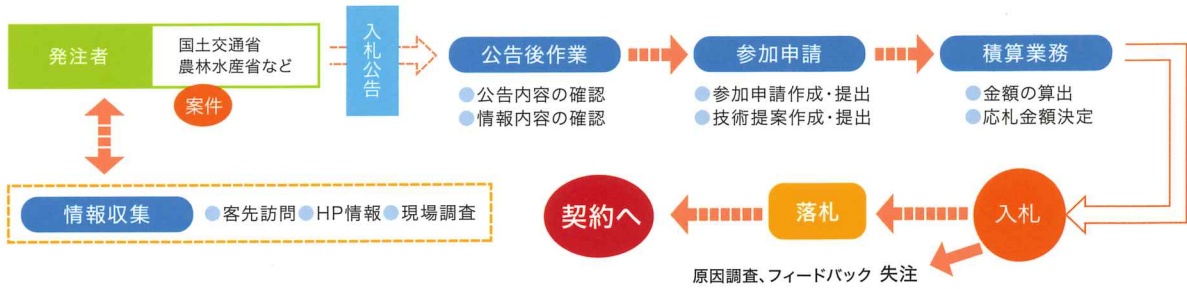 発注者
国土交通省
農林水産省など
案件
入札公告
公告後作業
公告内容の確認
情報内容の確認
参加申請
参加申請作成・提出
技術提案作成・提出
積算業務
金額の算出
応札金額決定
情報収集
客先訪問
HP情報
現場調査
契約へ
落札
入札
原因調査、フィードバック 失注